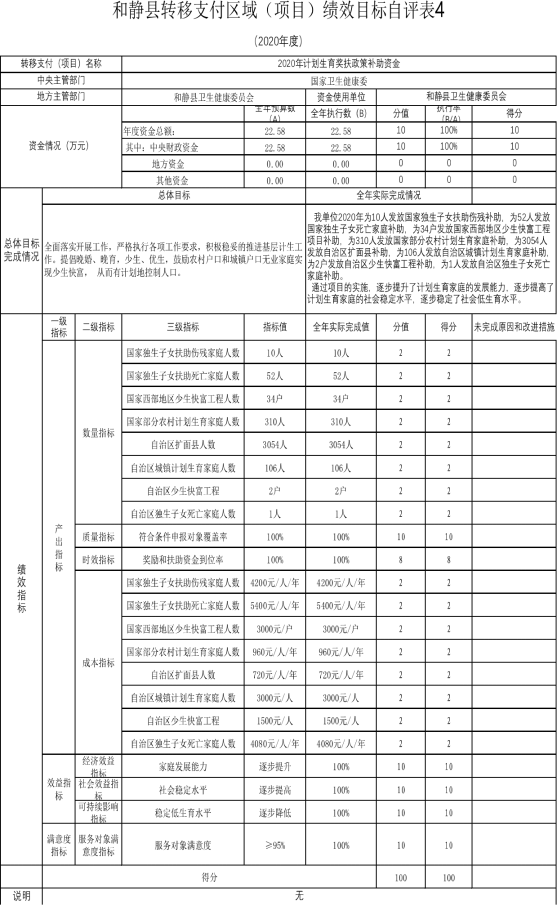 和静县转移支付区域（项目）绩效目标自评表4
（2020年度）
转移支付（项目）名称 2020年计划生育奖扶政策补助资金
中央主管部门 国家卫生健康委
地方主管部门 和静县卫生健康委员会 资金使用单位 和静县卫生健康委员会
资金情况（万元） 全年预算数（A） 全年执行数（B） 分值 执行率（B/A） 得分
年度资金总额： 22.58 22.58 10 100% 10
其中：中央财政资金 22.58 22.58 10 100% 10
地方资金 0.00 0.00 0 0 0
其他资金 0.00 0.00 0 0 0
总体目标完成情况 总体目标 全年实际完成情况
全面落实开展工作，严格执行各项工作要求，积极稳妥的推进基层计生工
作，提倡晚婚、晚育，少生、优生，鼓励农村户口和城镇户口无业家庭实
现少生快富， 从而有计划地控制人口。
我单位2020年为10人发放国家独生子女扶助伤残补助，为52人发放
国家独生子女死亡家庭补助，为34户发放国家西部地区少生快富工程
项目补助，为310人发放国家部分农村计划生育家庭补助，为3054人
发放自治区扩面县补助，为106人发放自治区城镇计划生育家庭补助，
为2户发放自治区少生快富工程补助，为1人发放自治区独生子女死亡
家庭补助。
通过项目的实施，逐步提升了计划生育家庭的发展能力，逐步提高了
计划生育家庭的社会稳定水平，逐步稳定了社会低生育水平。
绩效指标
一级指标 二级指标 三级指标 指标值 全年实际完成值 分值 得分 未完成原因和改进措施
产出指标
数量指标
国家独生子女扶助伤残家庭人数 10人 10人 2 2
国家独生子女扶助死亡家庭人数 52人 52人 2 2
国家西部地区少生快富工程人数 34户 34户 2 2
国家部分农村计划生育家庭人数 310人 310人 2 2
自治区扩面县人数 3054人 3054人 2 2
自治区城镇计划生育家庭人数 106人 106人 2 2
自治区少生快富工程 2户 2户 2 2
自治区独生子女死亡家庭人数 1人 1人 2 2
质量指标 符合条件申报对象覆盖率 100% 100% 10 10
时效指标 奖励和扶助资金到位率 100% 100% 8 8
成本指标
国家独生子女扶助伤残家庭人数 4200元/人/年 4200元/人/年 2 2
国家独生子女扶助死亡家庭人数 5400元/人/年 5400元/人/年 2 2
国家西部地区少生快富工程人数 3000元/户 3000元/户 2 2
国家部分农村计划生育家庭人数 960元/人/年 960元/人/年 2 2
自治区扩面县人数 720元/人/年 720元/人/年 2 2
自治区城镇计划生育家庭人数 3000元/人 3000元/人 2 2
自治区少生快富工程 1500元/人 1500元/人 2 2
自治区独生子女死亡家庭人数 4080元/人/年 4080元/人/年 2 2
效益指标
经济效益指标 家庭发展能力 逐步提升 100% 10 10
社会效益指标 社会稳定水平 逐步提高 100% 10 10
可持续影响指标 稳定低生育水平 逐步降低 100% 10 10
满意度指标 服务对象满意度指标 服务对象满意度 ≥95% 100% 10 10
得分 100 100
说明 无